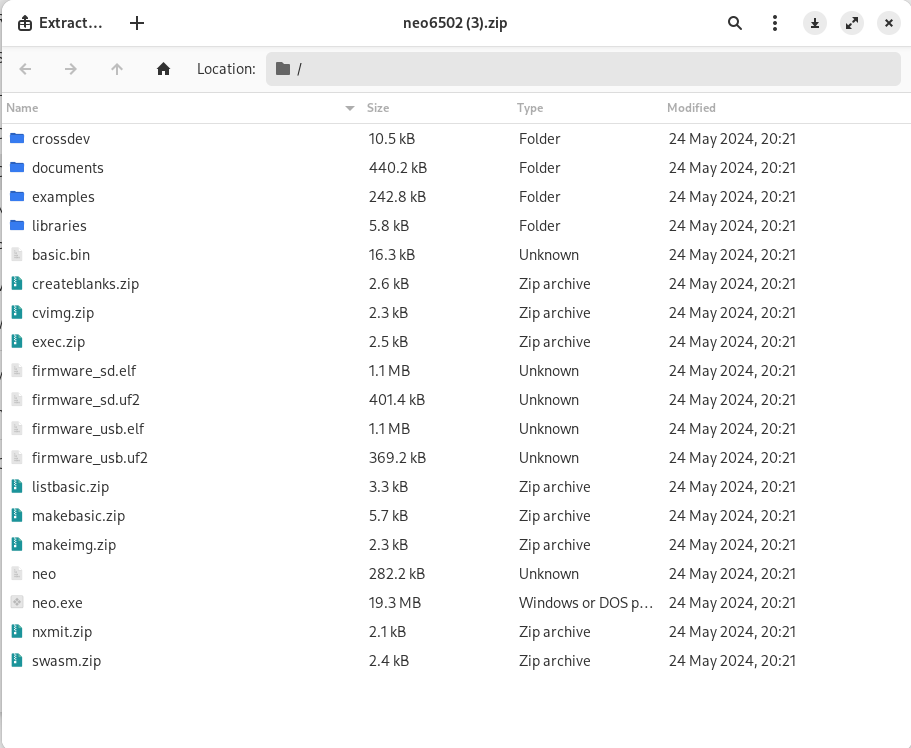 Extract... neo6502 (3).zip
Location: /
Name Size Type Modified
crossdev 10.5 kB Folder 24 May 2024, 20:21
documents 440.2 kB Folder 24 May 2024, 20:21
examples 242.8 kB Folder 24 May 2024, 20:21
libraries 5.8 kB Folder 24 May 2024, 20:21
basic.bin 16.3 kB Unknown 24 May 2024, 20:21
createblanks.zip 2.6 kB Zip archive 24 May 2024, 20:21
cvimg.zip 2.3 kB Zip archive 24 May 2024, 20:21
exec.zip 2.5 kB Zip archive 24 May 2024, 20:21
firmware_sd.elf 1.1 MB Unknown 24 May 2024, 20:21
firmware_sd.uf2 401.4 kB Unknown 24 May 2024, 20:21
firmware_usb.elf 1.1 MB Unknown 24 May 2024, 20:21
firmware_usb.uf2 369.2 kB Unknown 24 May 2024, 20:21
listbasic.zip 3.3 kB Zip archive 24 May 2024, 20:21
makebasic.zip 5.7 kB Zip archive 24 May 2024, 20:21
makeimg.zip 2.3 kB Zip archive 24 May 2024, 20:21
neo 282.2 kB Unknown 24 May 2024, 20:21
neo.exe 19.3 MB Windows or DOS p... 24 May 2024, 20:21
nxmit.zip 2.1 kB Zip archive 24 May 2024, 20:21
swasm.zip 2.4 kB Zip archive 24 May 2024, 20:21